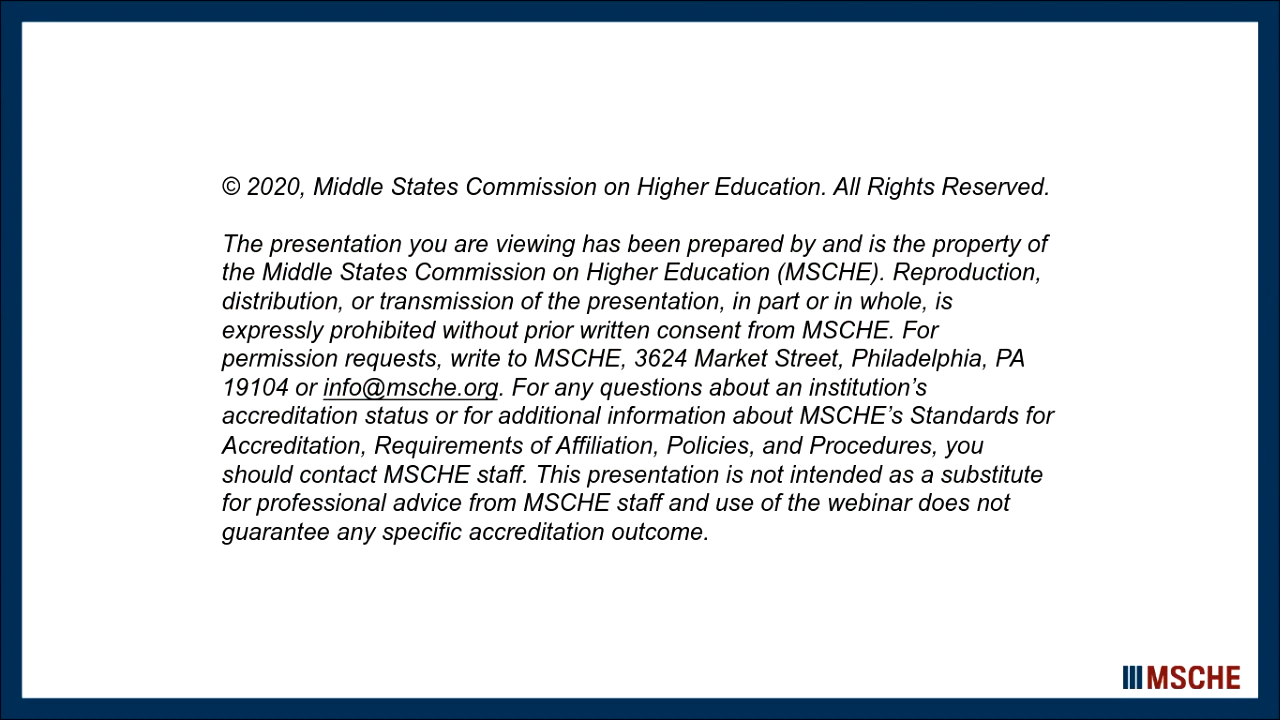 © 2020, Middle States Commission on Higher Education. All Rights Reserved.
The presentation you are viewing has been prepared by and is the property of
the Middle States Commission on Higher Education (MSCHE). Reproduction,
distribution, or transmission of the presentation, in part or in whole, is
expressly prohibited without prior written consent from MSCHE. For
permission requests, write to MSCHE, 3624 Market Street, Philadelphia, PA
19104 or info@msche.org. For any questions about an institution’s
accreditation status or for additional information about MSCHE’s Standards for
Accreditation, Requirements of Affiliation, Policies, and Procedures, you
should contact MSCHE staff. This presentation is not intended as a substitute
for professional advice from MSCHE staff and use of the webinar does not
guarantee any specific accreditation outcome.
MSCHE